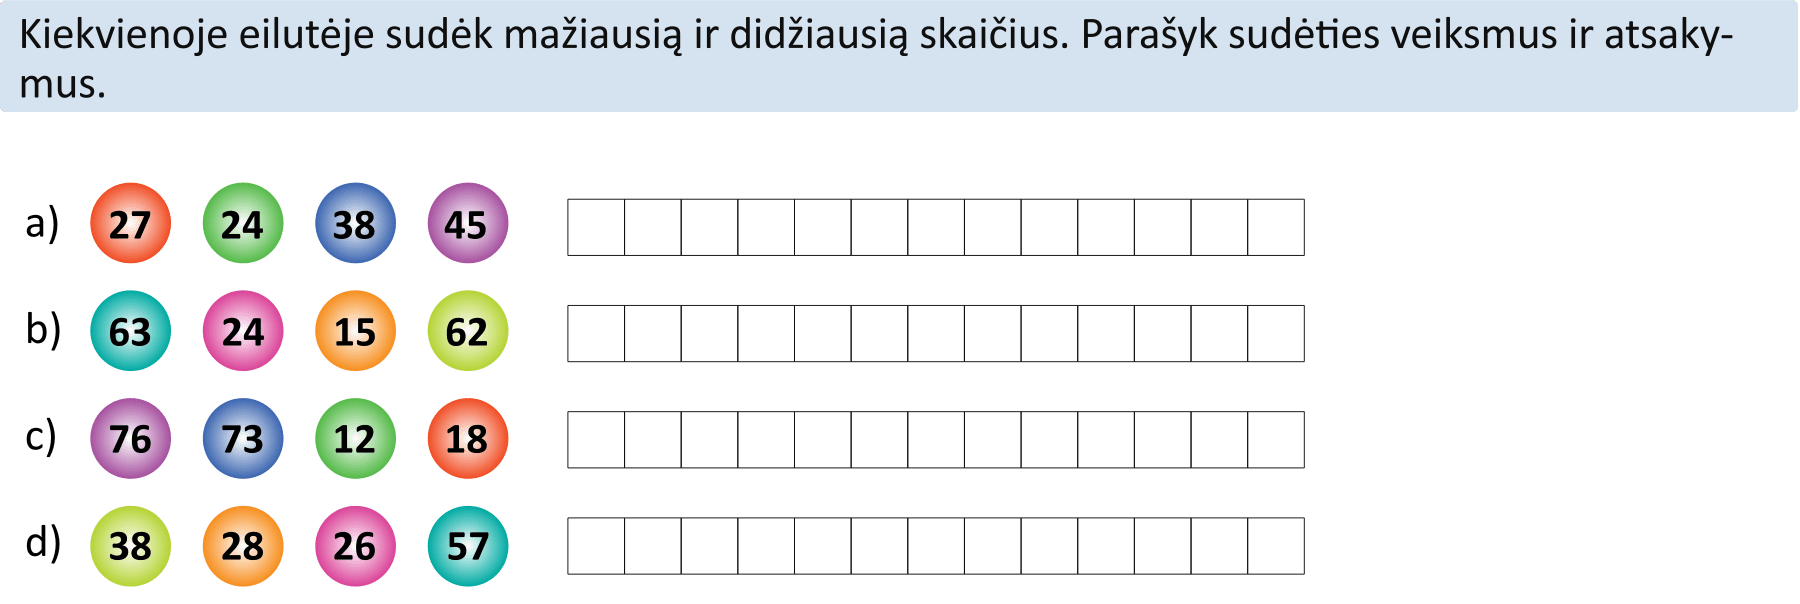 Kiekvienoje eilutėje sudėk mažiausią ir didžiausią skaičius. Parašyk sudėties veiksmus ir atsaky-
mus.
a) 27 24 38 45
b) 63 24 15 62
c) 76 73 12 18
d) 38 28 26 57